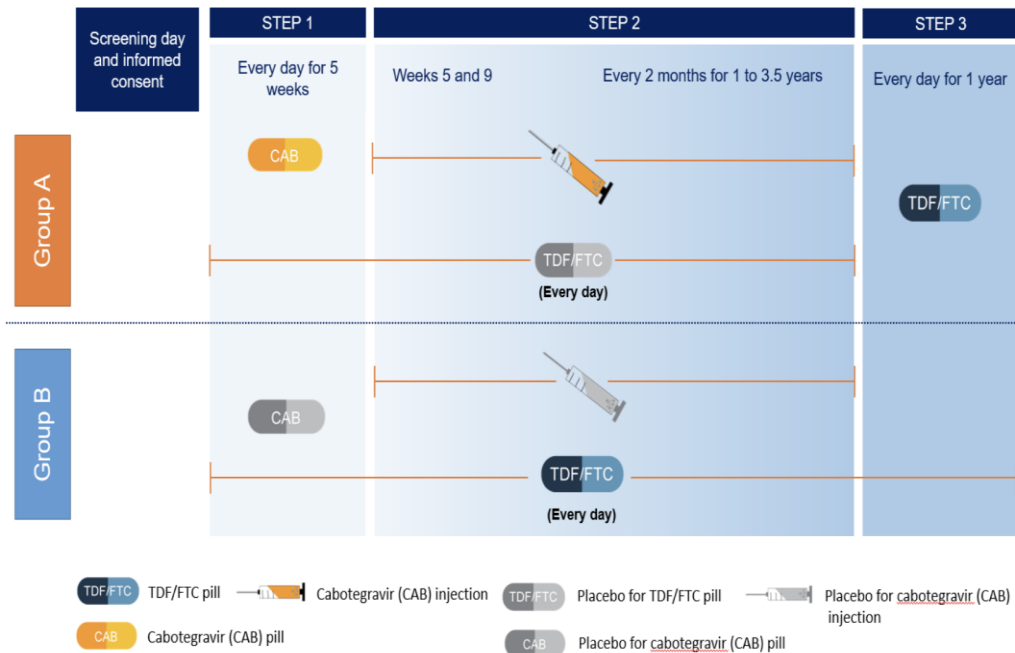 Screening day
and informed
consent
STEP 1
STEP 2
STEP 3
Every day for 5
weeks
Weeks 5 and 9
Every 2 months for 1 to 3.5 years
Every day for 1 year
Group A
CAB
TDF/FTC
TDF/FTC
(Every day)
Group B
CAB
TDF/FTC
(Every day)
TDF/FTC
TDF/FTC pill
Cabotegravir (CAB) injection
TDF/FTC
Placebo for TDF/FTC pill
Placebo for cabotegravir (CAB)
injection
CAB
Cabotegravir (CAB) pill
CAB
Placebo for cabotegravir (CAB) pill